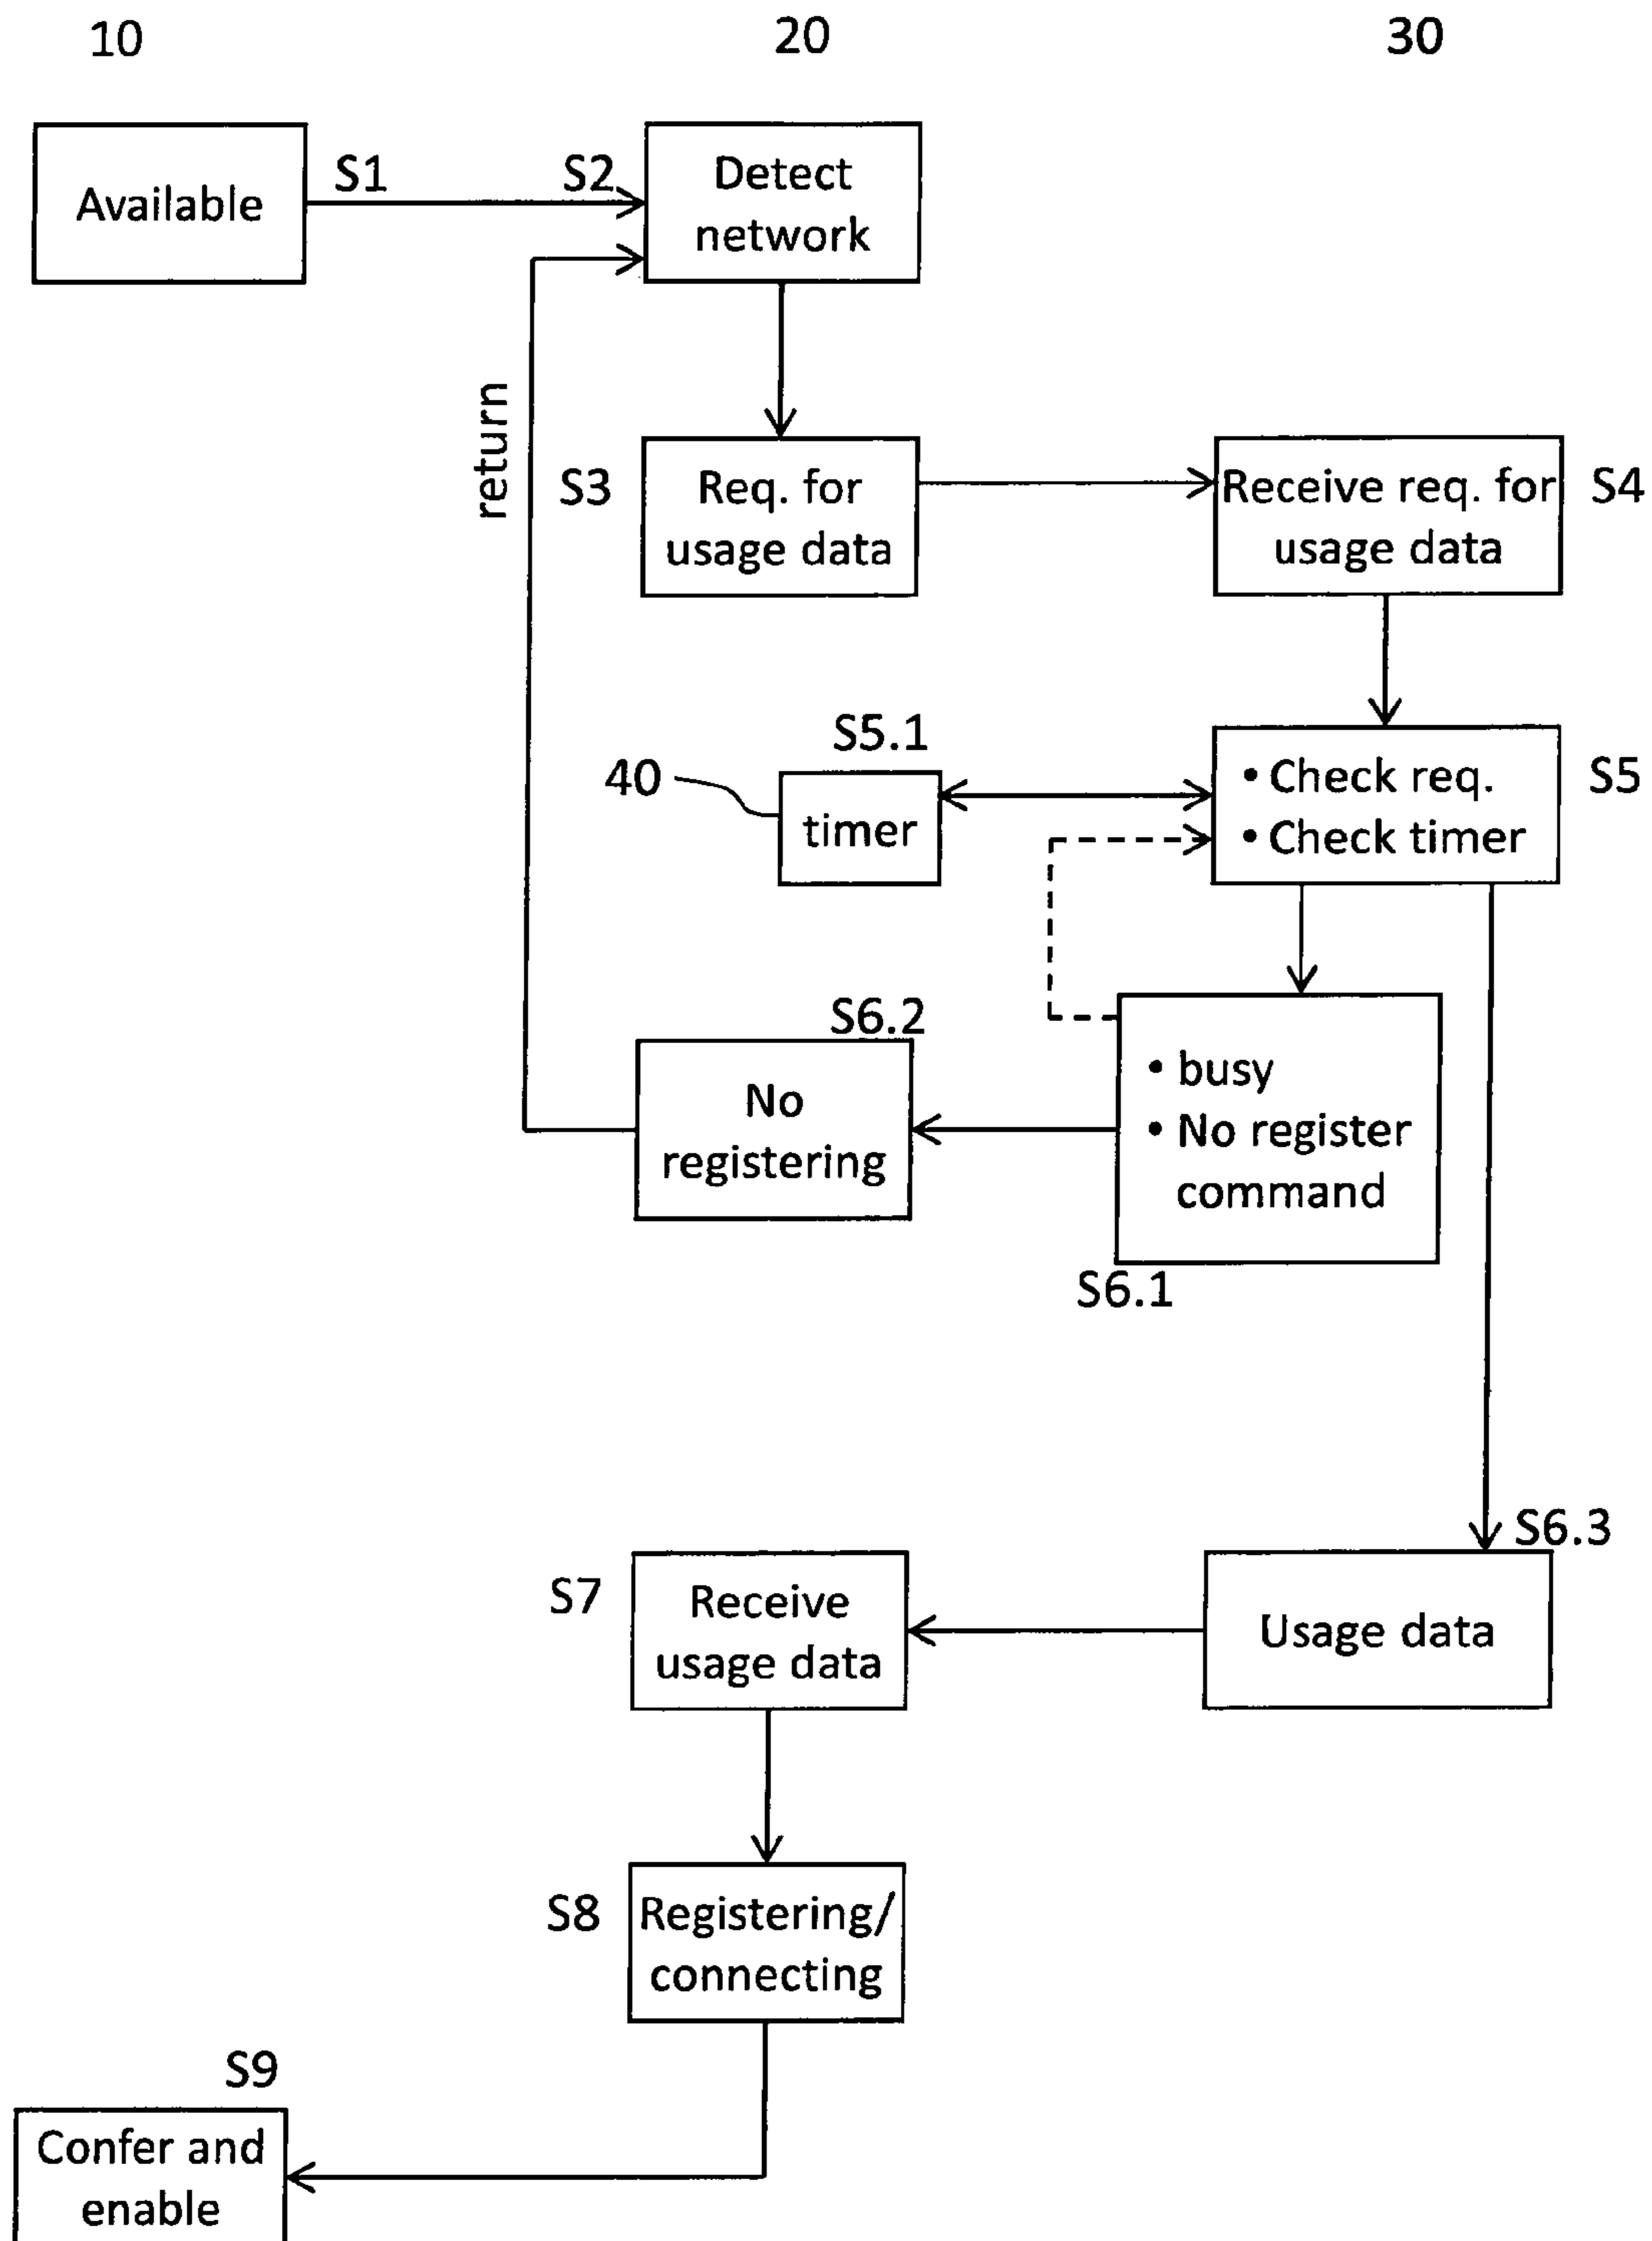 10
20
30
Available
S1
S2
Detect
network
return
S3
Req. for
usage data
Receive req. for
usage data
S4
S5.1
40
timer
• Check req.
• Check timer
S5
S6.2
No
registering
• busy
• No register
command
S6.1
S6.3
S7
Receive
usage data
Usage data
S8
Registering/
connecting
S9
Confer and
enable